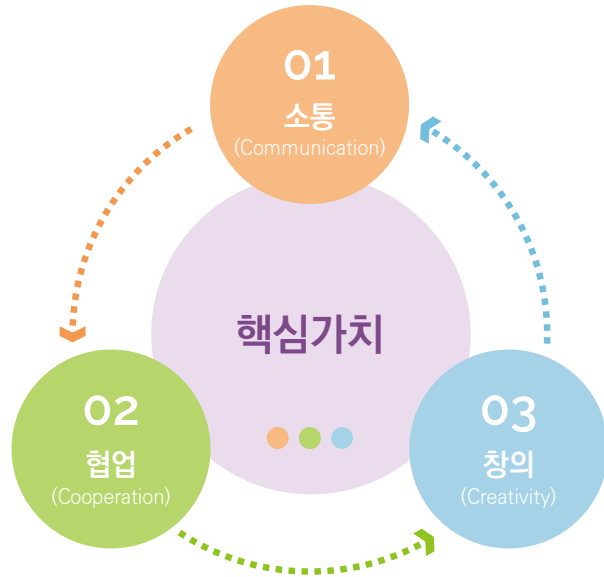 01
소통
(Communication)
핵심가치
02
협업
(Cooperation)
03
창의
(Creativity)